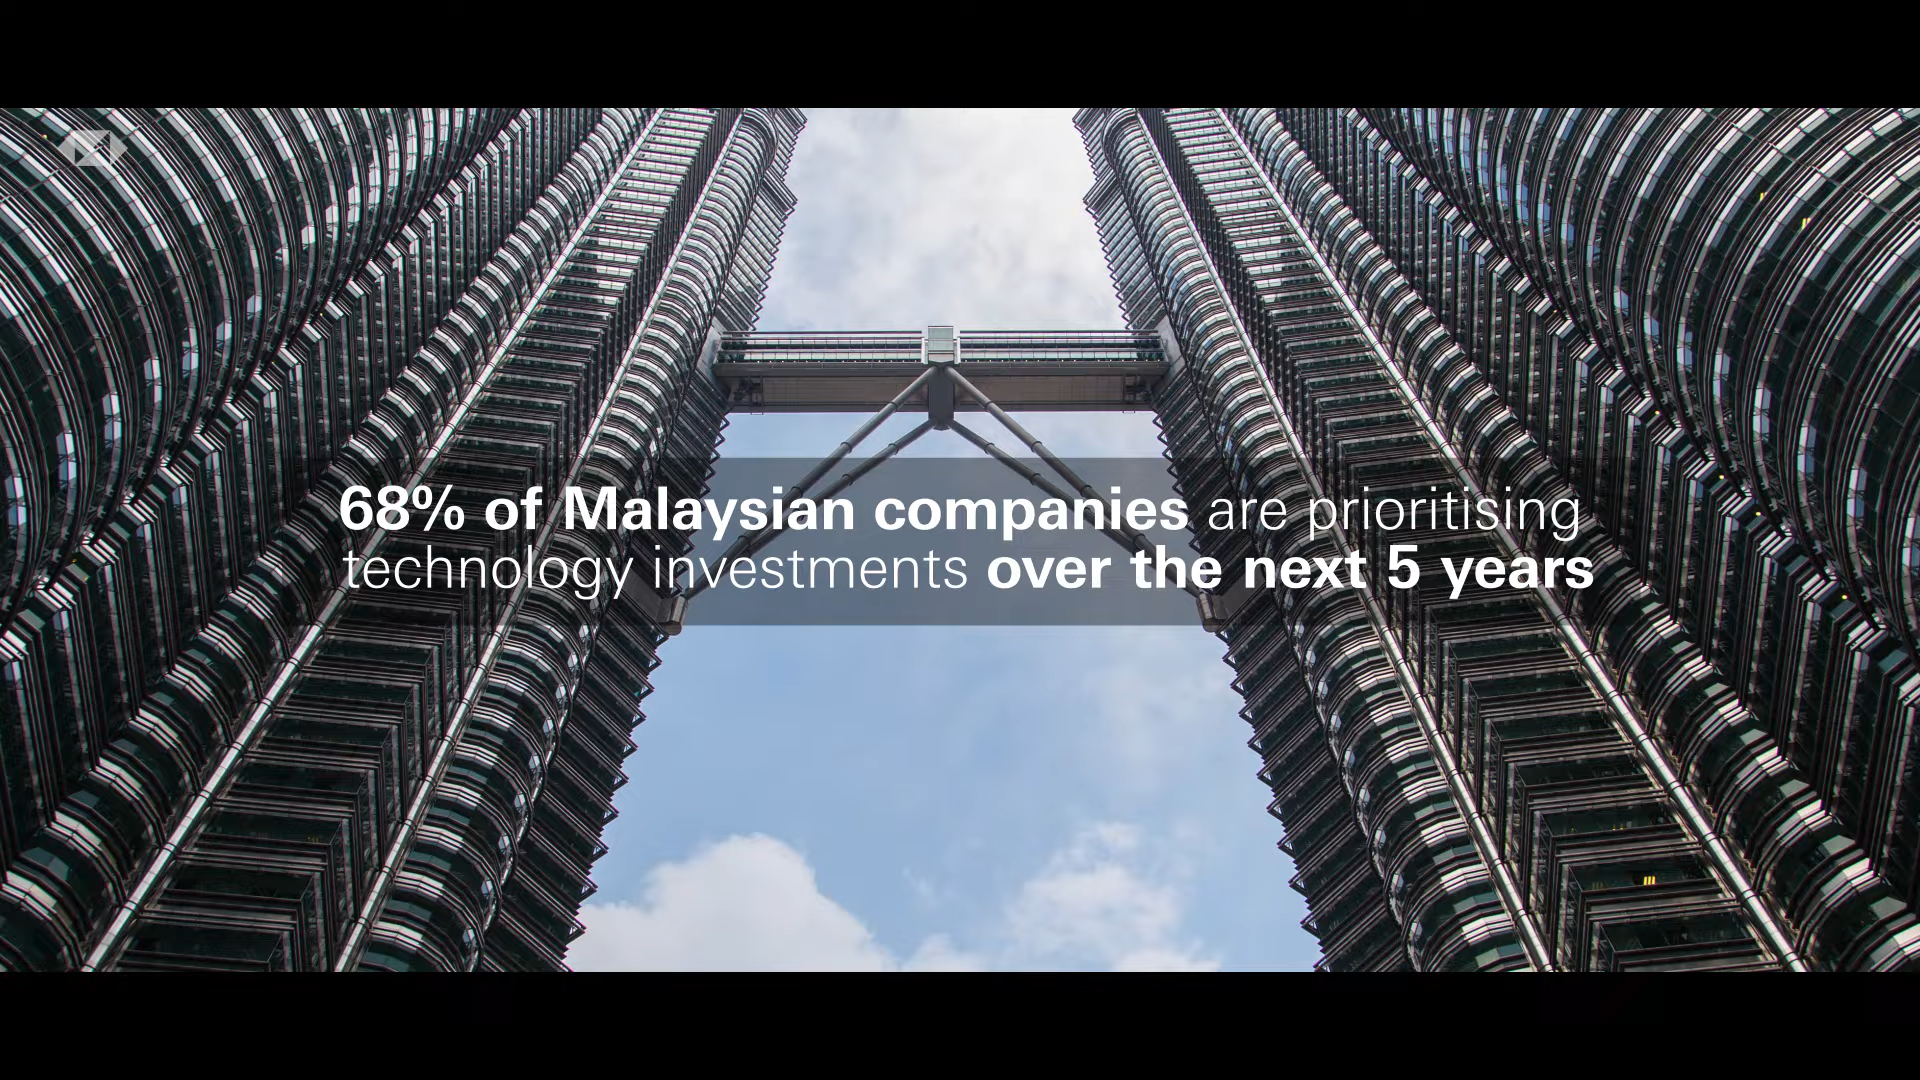 68% of Malaysian companies are prioritising
technology investments over the next 5 years